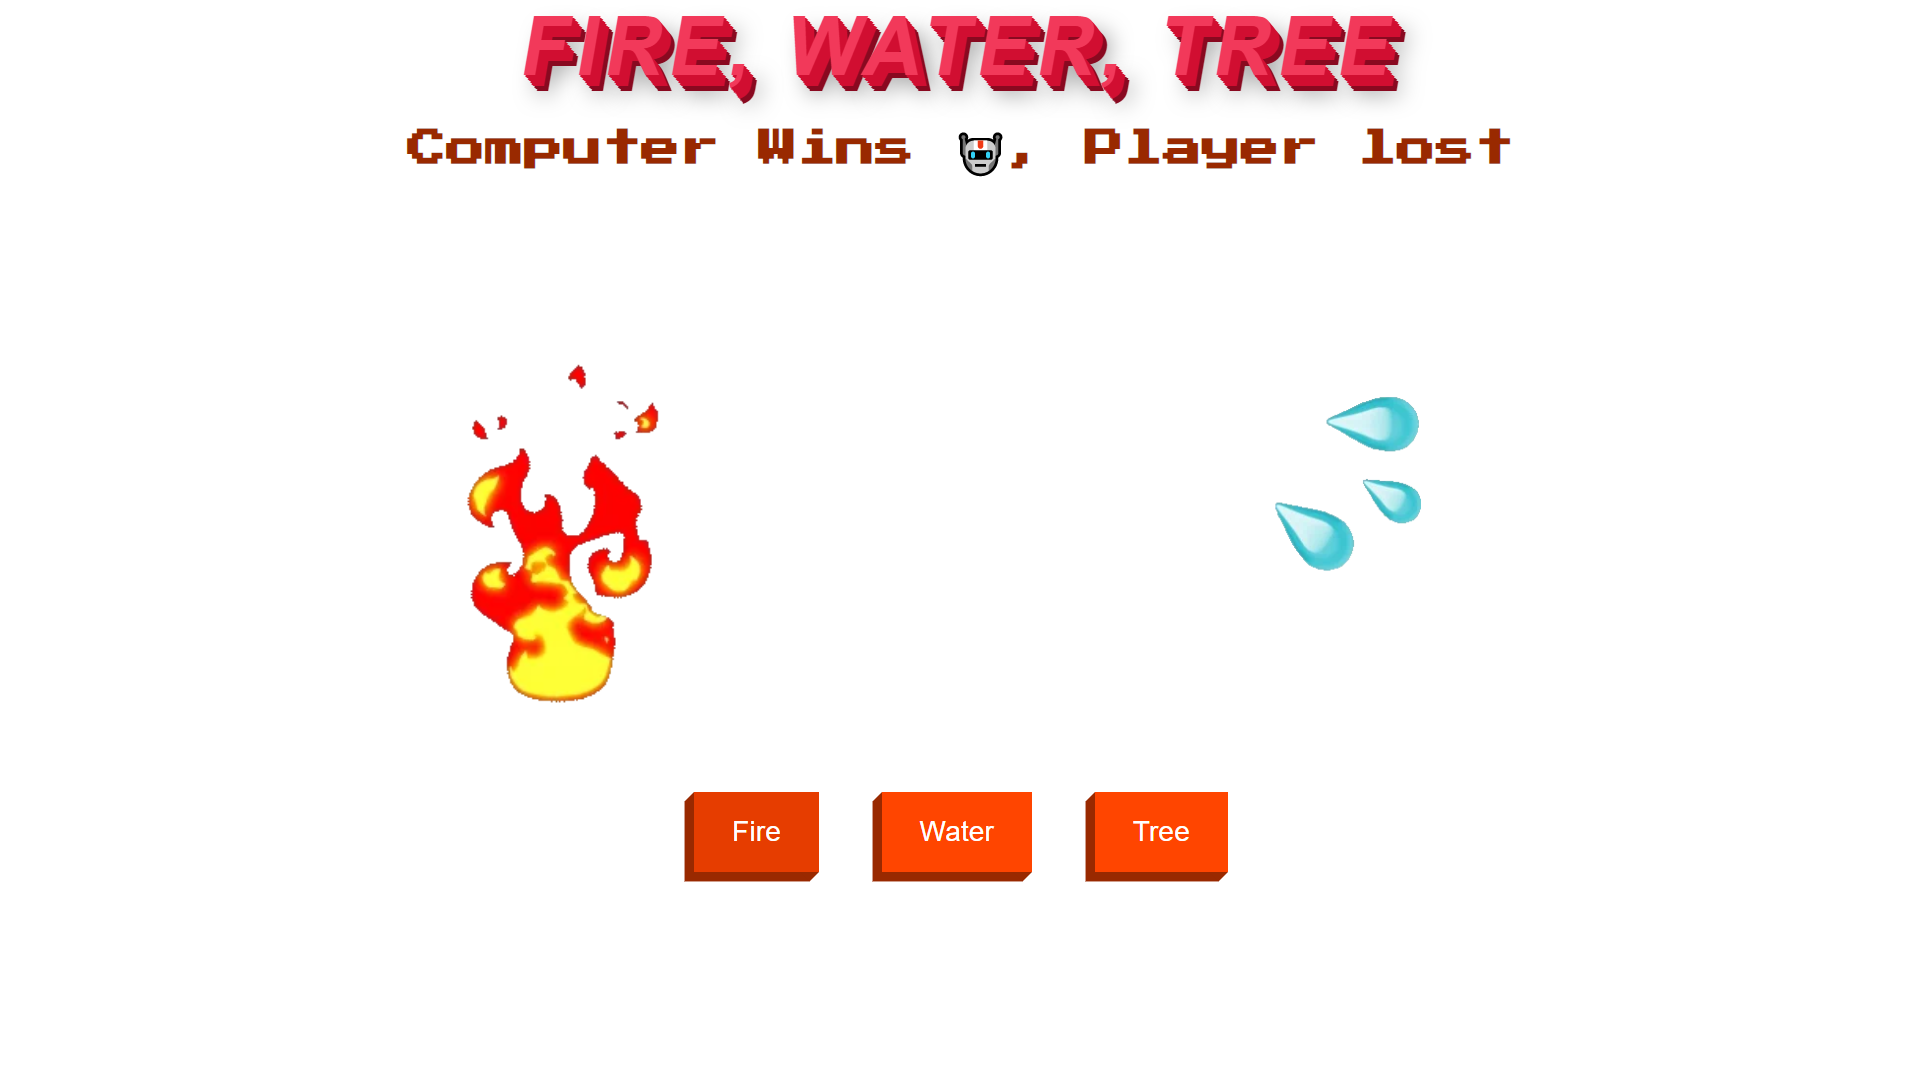 FIRE, WATER, TREE
Computer Wins 🤖, Player lost
Fire
Water
Tree